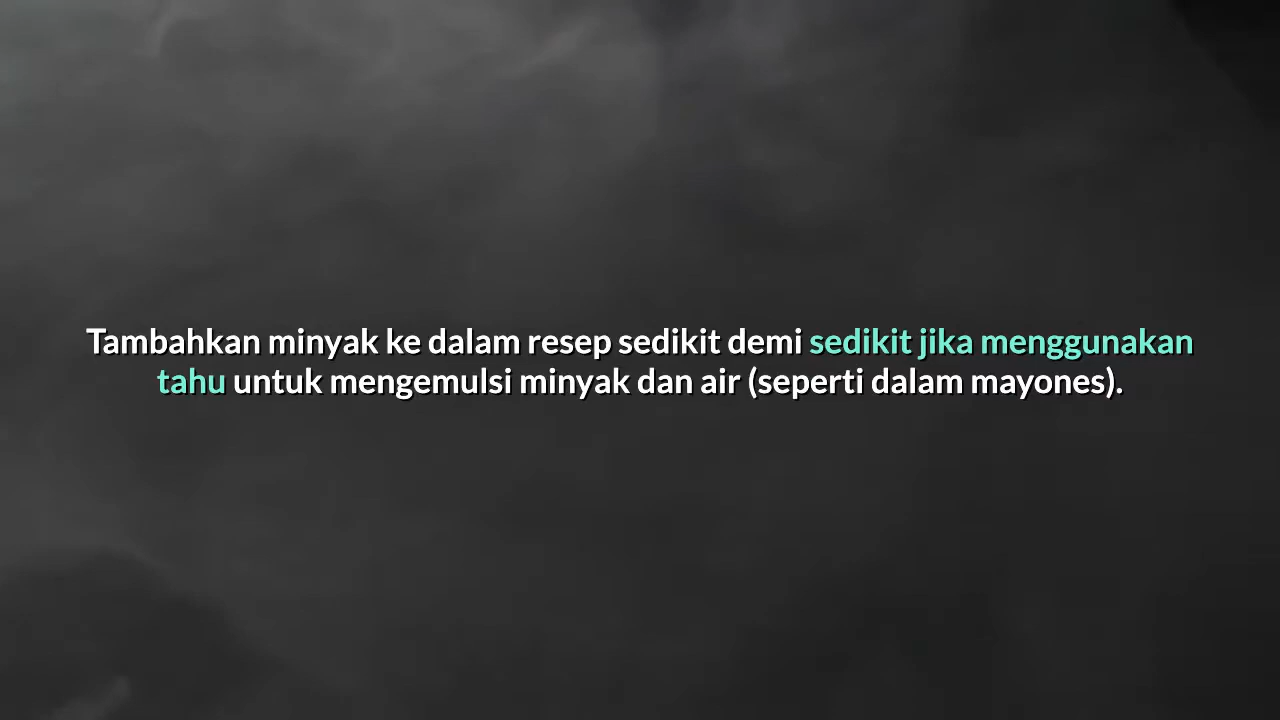 Tambahkan minyak ke dalam resep sedikit demi sedikit jika menggunakan
tahu untuk mengemulsi minyak dan air (seperti dalam mayones).